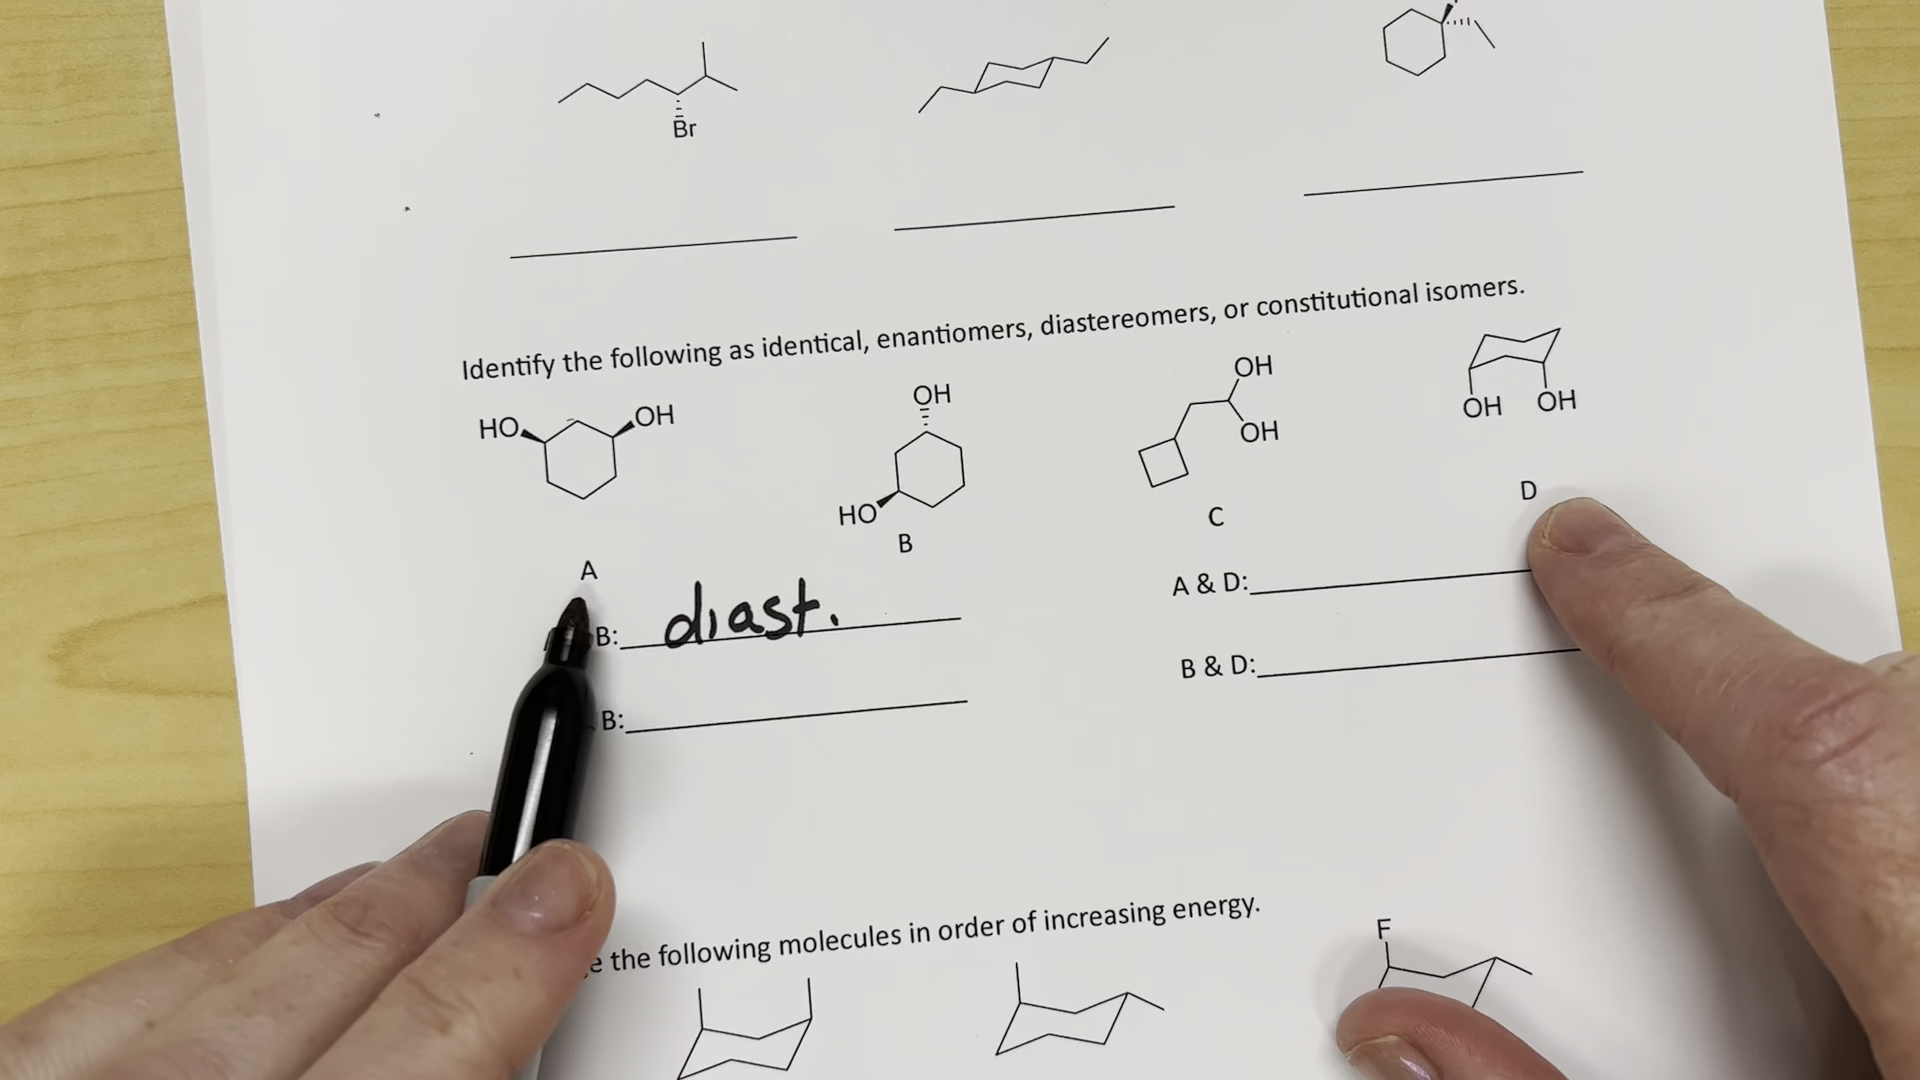 Br
Identify the following as identical, enantiomers, diastereomers, or constitutional isomers.
HO OH
OH
HO
OH
OH
OH OH
A
B
C
D
B: diast.
A & D:
B:
B & D:
the following molecules in order of increasing energy.
F